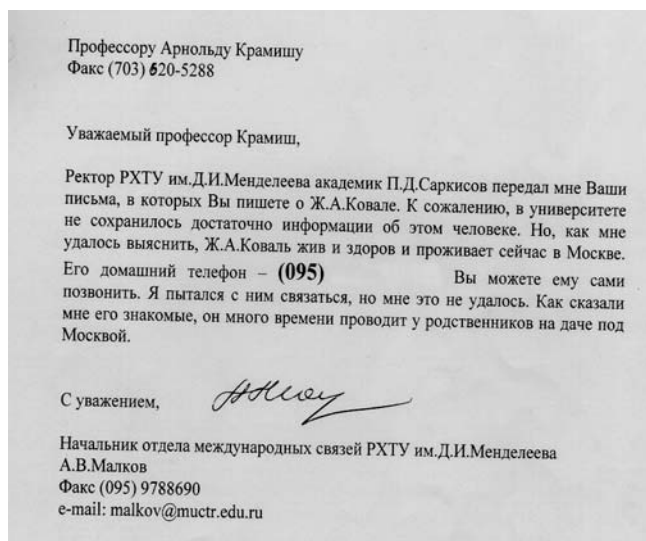 Профессору Арнольду Крамишу
Факс (703) 620-5288
Уважаемый профессор Крамиш,
Ректор РХТУ им.Д.И.Менделеева академик П.Д.Саркисов передал мне Ваши
письма, в которых Вы пишете о Ж.А.Ковале. К сожалению, в университете
не сохранилось достаточно информации об этом человеке. Но, как мне
удалось выяснить, Ж.А.Коваль жив и здоров и проживает сейчас в Москве.
Его домашний телефон – (095) Вы можете ему сами
позвонить. Я пытался с ним связаться, но мне это не удалось. Как сказали
мне его знакомые, он много времени проводит у родственников на даче под
Москвой.
С уважением,
Начальник отдела международных связей РХТУ им.Д.И.Менделеева
А.В.Малков
Факс (095) 9788690
e-mail: malkov@muctr.edu.ru